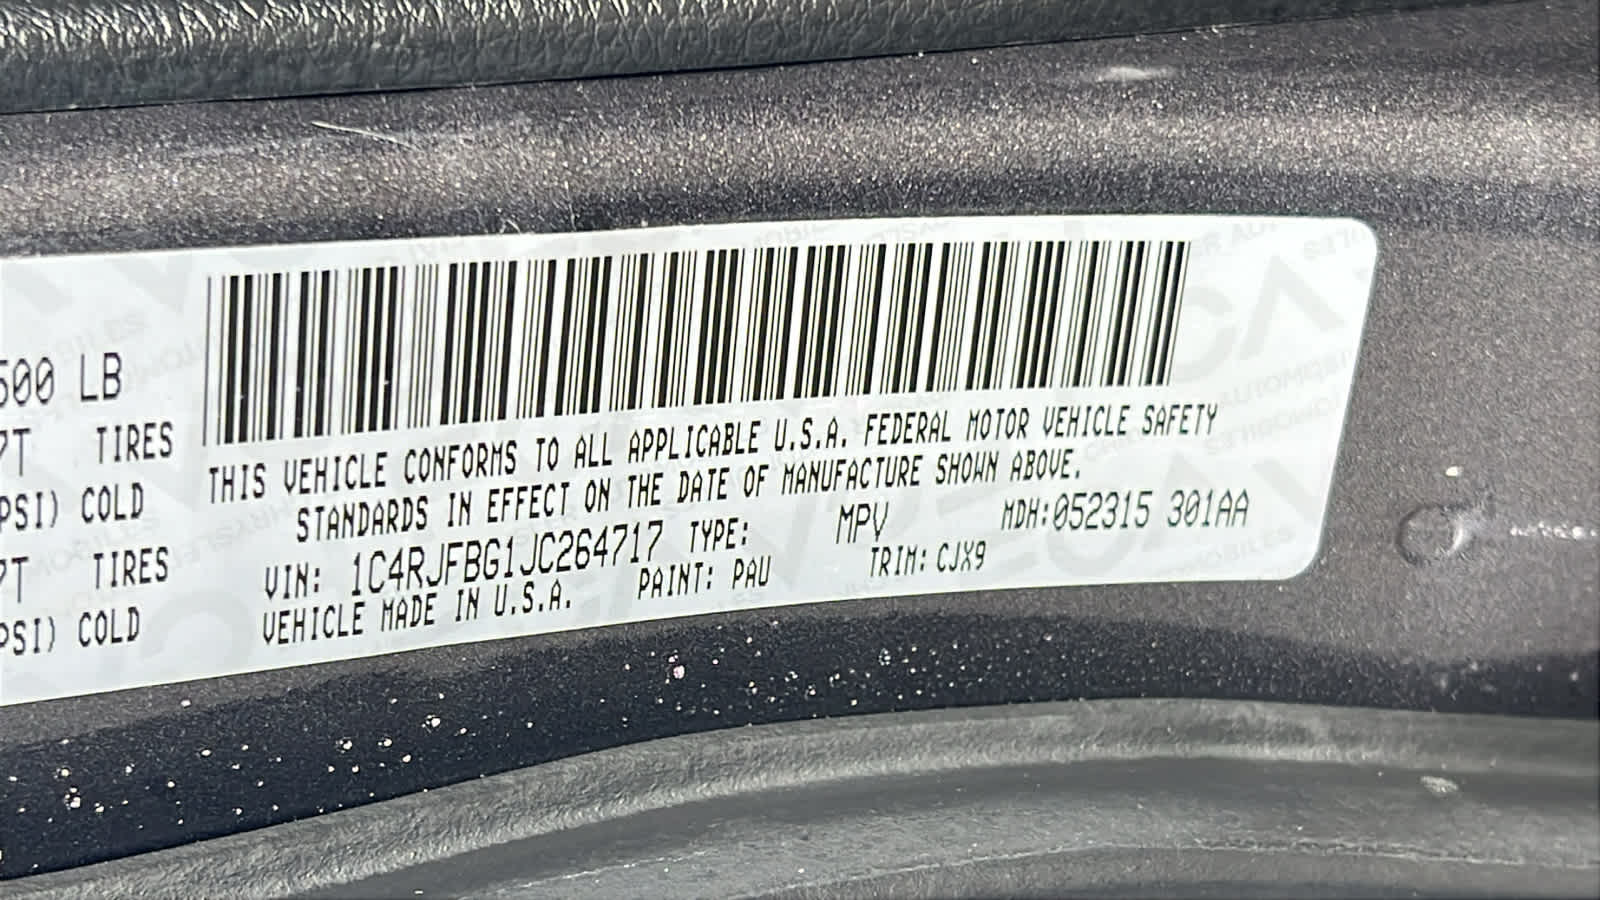 500 LB
7T TIRES
PSI) COLD
7T TIRES
PSI) COLD
THIS VEHICLE CONFORMS TO ALL APPLICABLE U.S.A. FEDERAL MOTOR VEHICLE SAFETY
STANDARDS IN EFFECT ON THE DATE OF MANUFACTURE SHOWN ABOVE.
VIN: 1C4RJFBG1JC264717 TYPE: MPV MDH:052315 301AA
VEHICLE MADE IN U.S.A. PAINT: PAU TRIM: CJX9